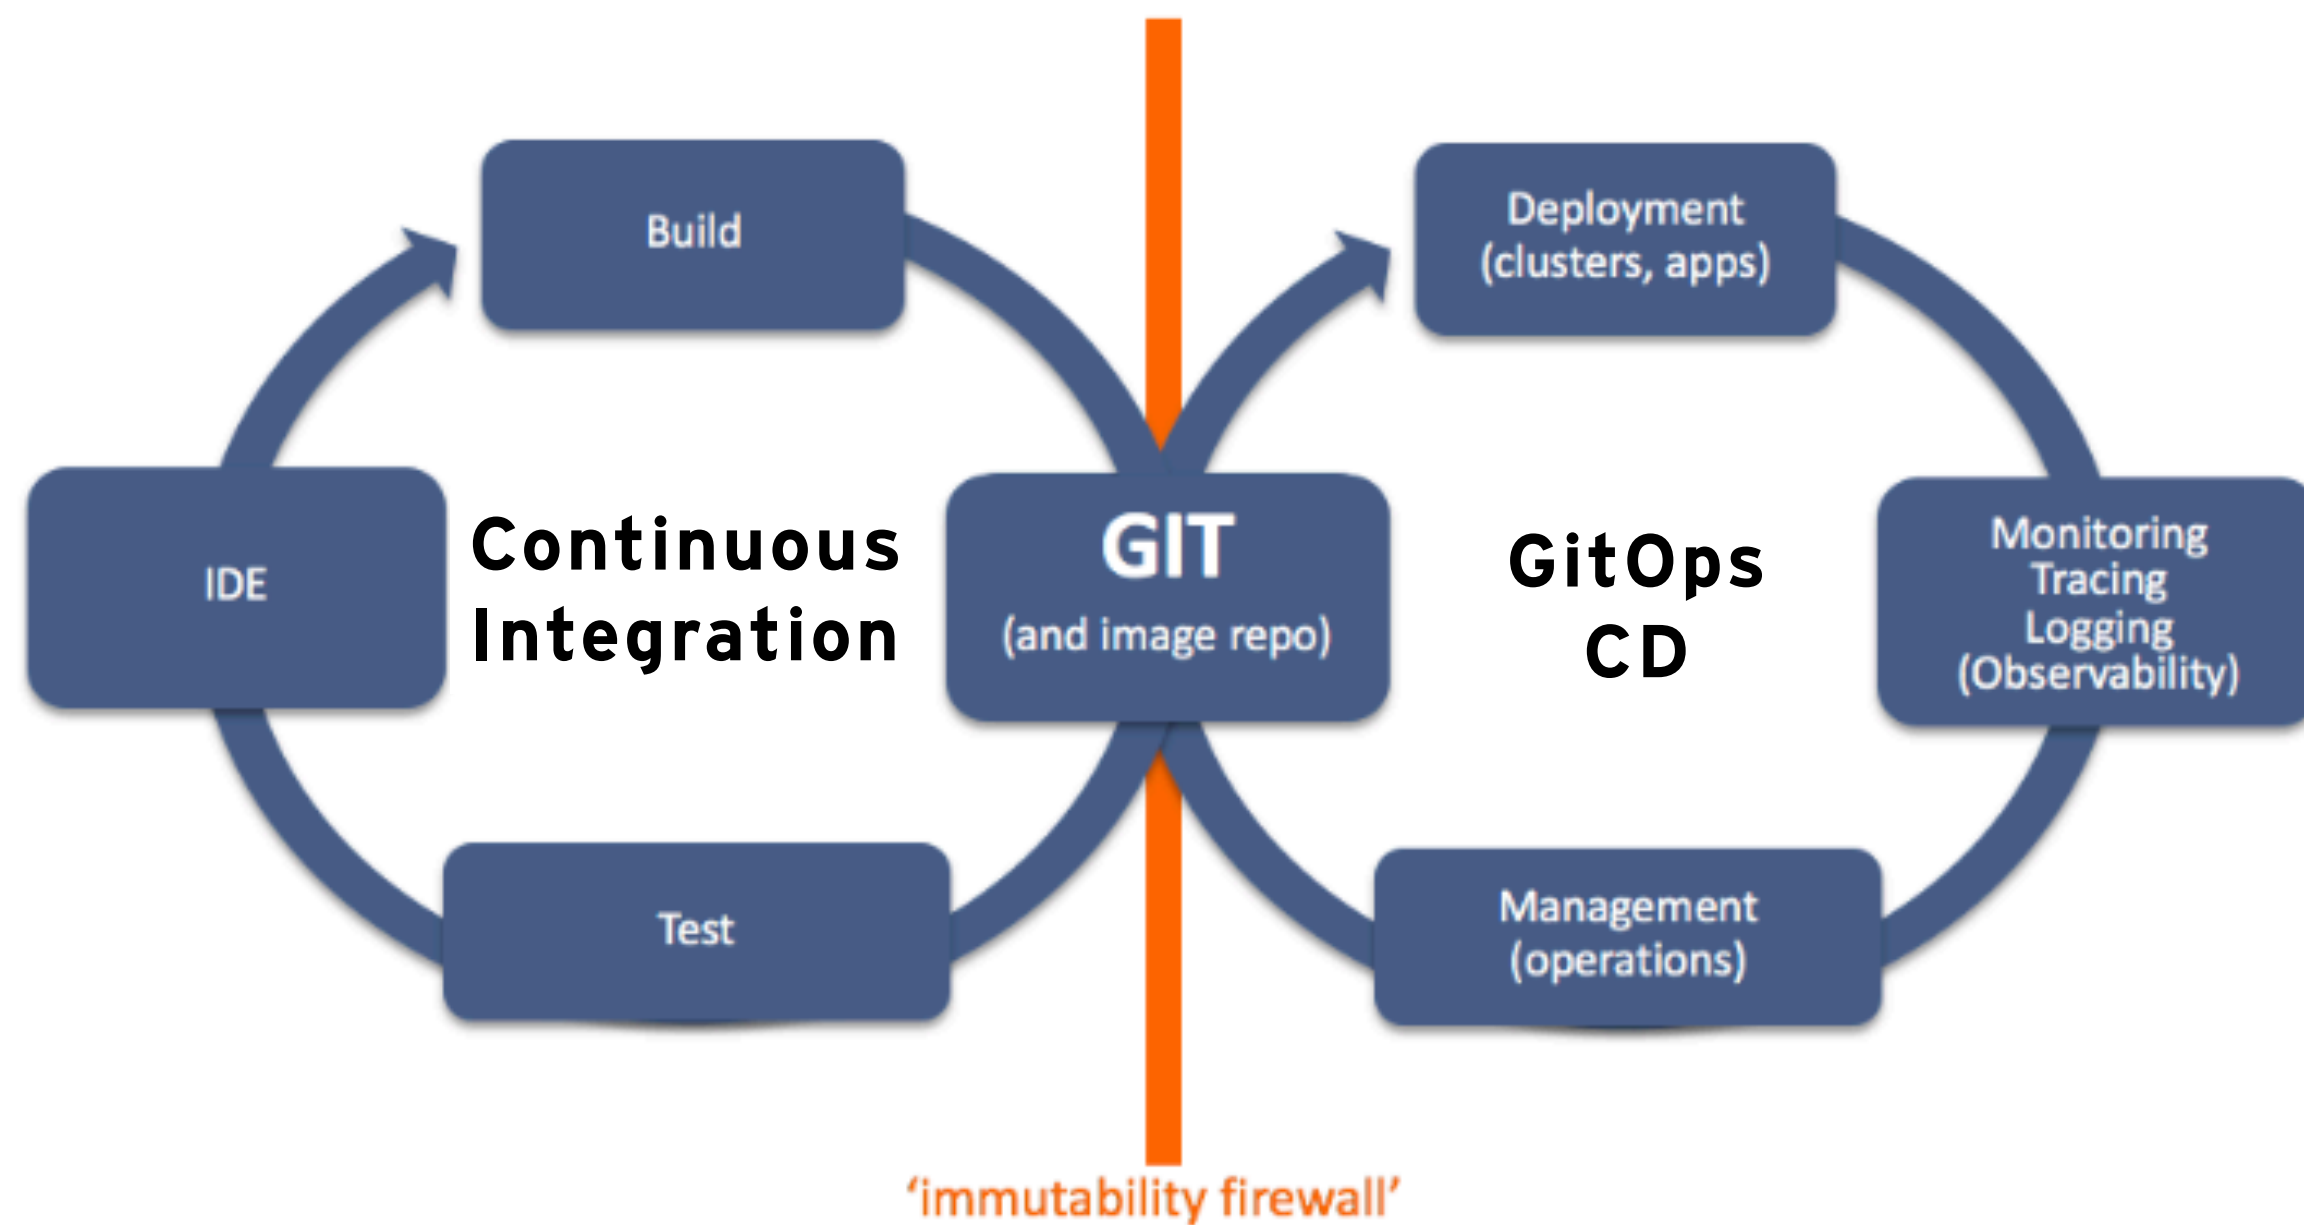 Build
Deployment
(clusters, apps)
IDE
Continuous
Integration
GIT
(and image repo)
GitOps
CD
Monitoring
Tracing
Logging
(Observability)
Test
Management
(operations)
‘immutability firewall’